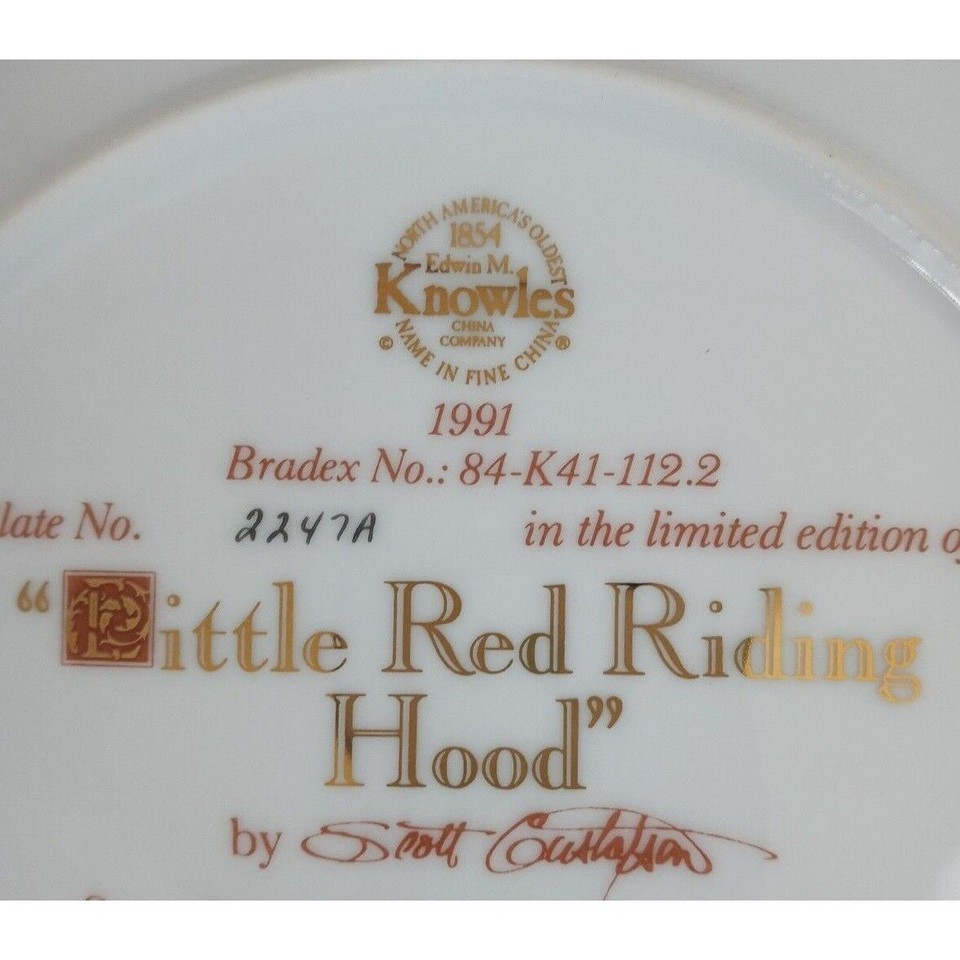 NORTH AMERICA'S OLDEST
1854
Edwin M.
Knowles
CHINA
COMPANY
© NAME IN FINE CHINA ®
1991
Bradex No.: 84-K41-112.2
late No. 2247A in the limited edition o
“Little Red Riding
Hood”
by Scott Gustafson